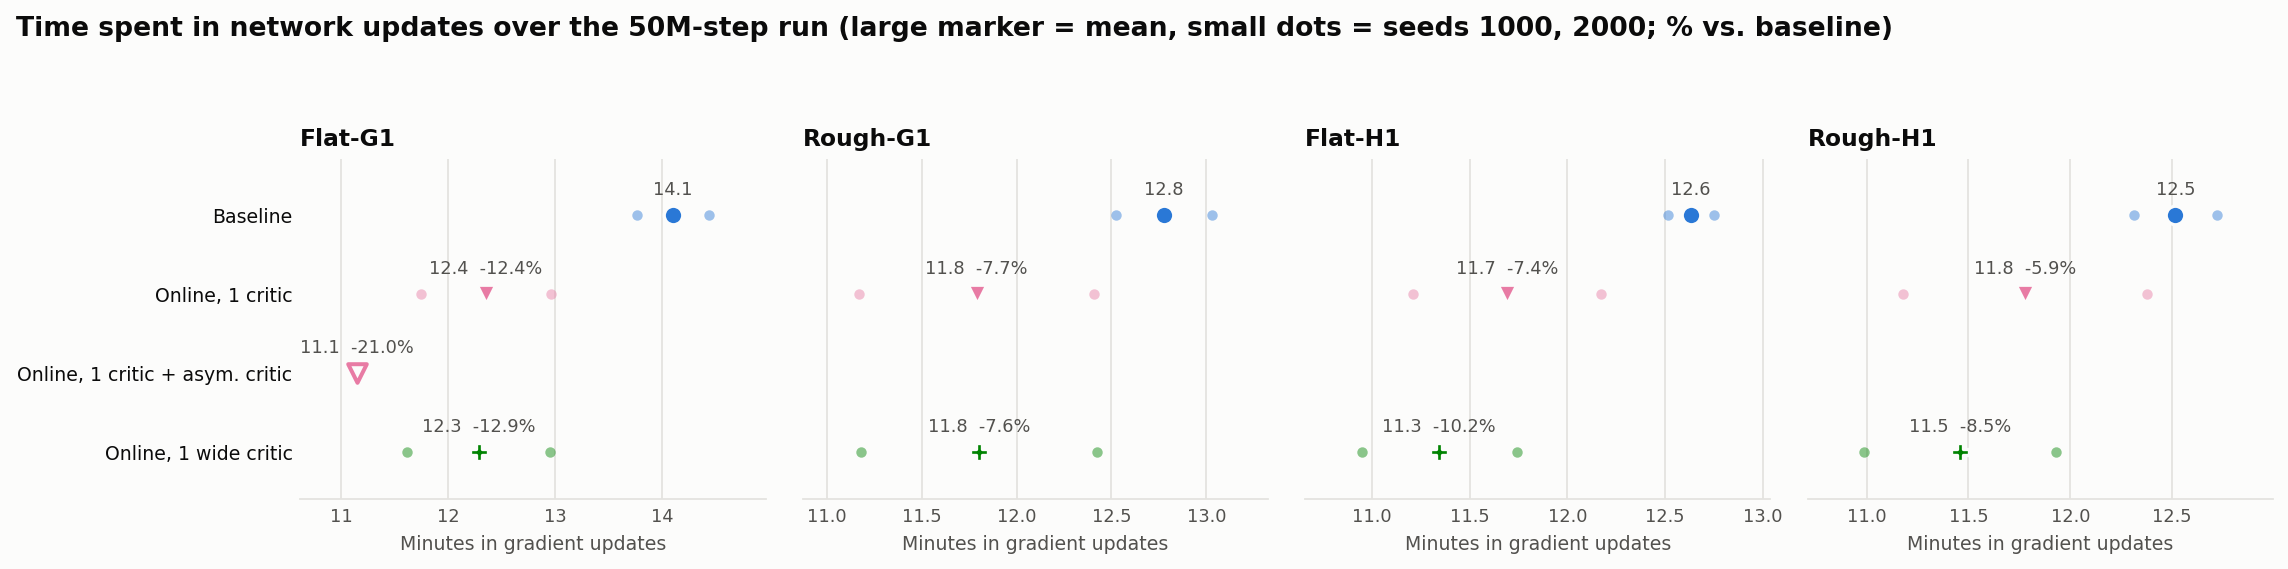 Time spent in network updates over the 50M-step run (large marker = mean, small dots = seeds 1000, 2000; % vs. baseline)
Flat-G1
Rough-G1
Flat-H1
Rough-H1
Baseline
14.1
12.8
12.6
12.5
Online, 1 critic
12.4 -12.4%
11.8 -7.7%
11.7 -7.4%
11.8 -5.9%
Online, 1 critic + asym. critic
11.1 -21.0%
Online, 1 wide critic
12.3 -12.9%
11.8 -7.6%
11.3 -10.2%
11.5 -8.5%
11 12 13 14
11.0 11.5 12.0 12.5 13.0
11.0 11.5 12.0 12.5 13.0
11.0 11.5 12.0 12.5
Minutes in gradient updates
Minutes in gradient updates
Minutes in gradient updates
Minutes in gradient updates